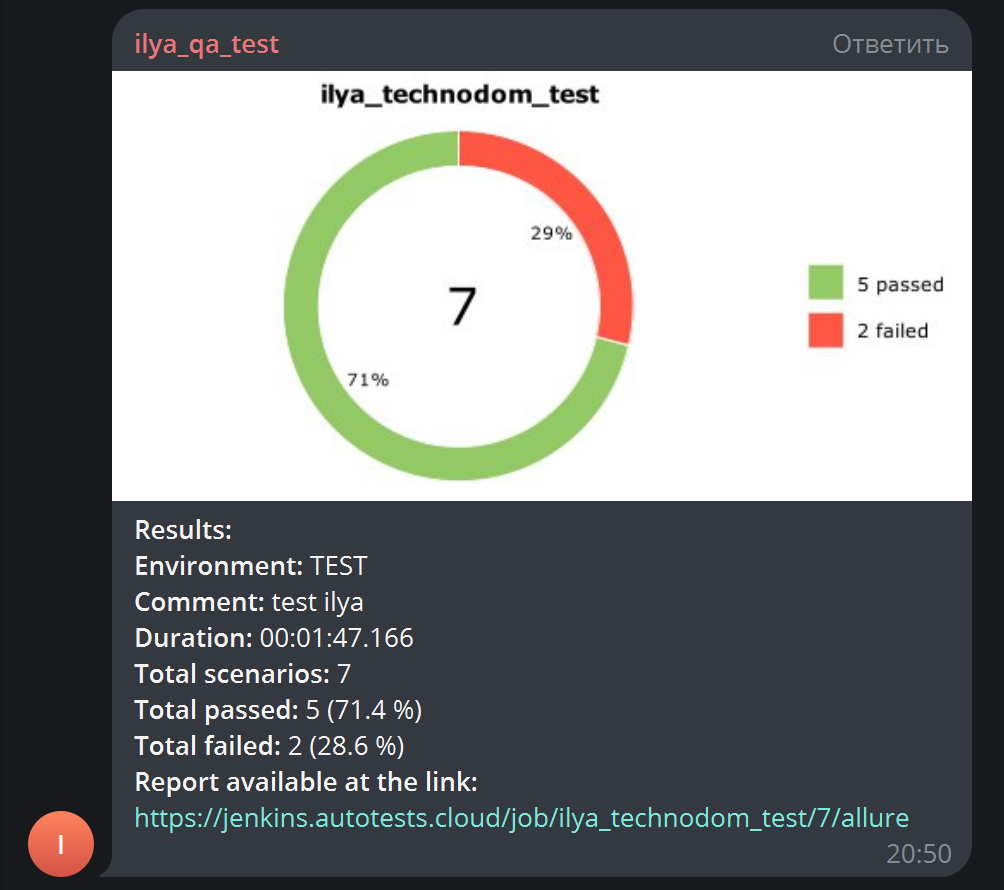 ilya_qa_test Ответить
ilya_technodom_test
29%
7
71%
5 passed
2 failed
Results:
Environment: TEST
Comment: test ilya
Duration: 00:01:47.166
Total scenarios: 7
Total passed: 5 (71.4 %)
Total failed: 2 (28.6 %)
Report available at the link:
https://jenkins.autotests.cloud/job/ilya_technodom_test/7/allure
I
20:50